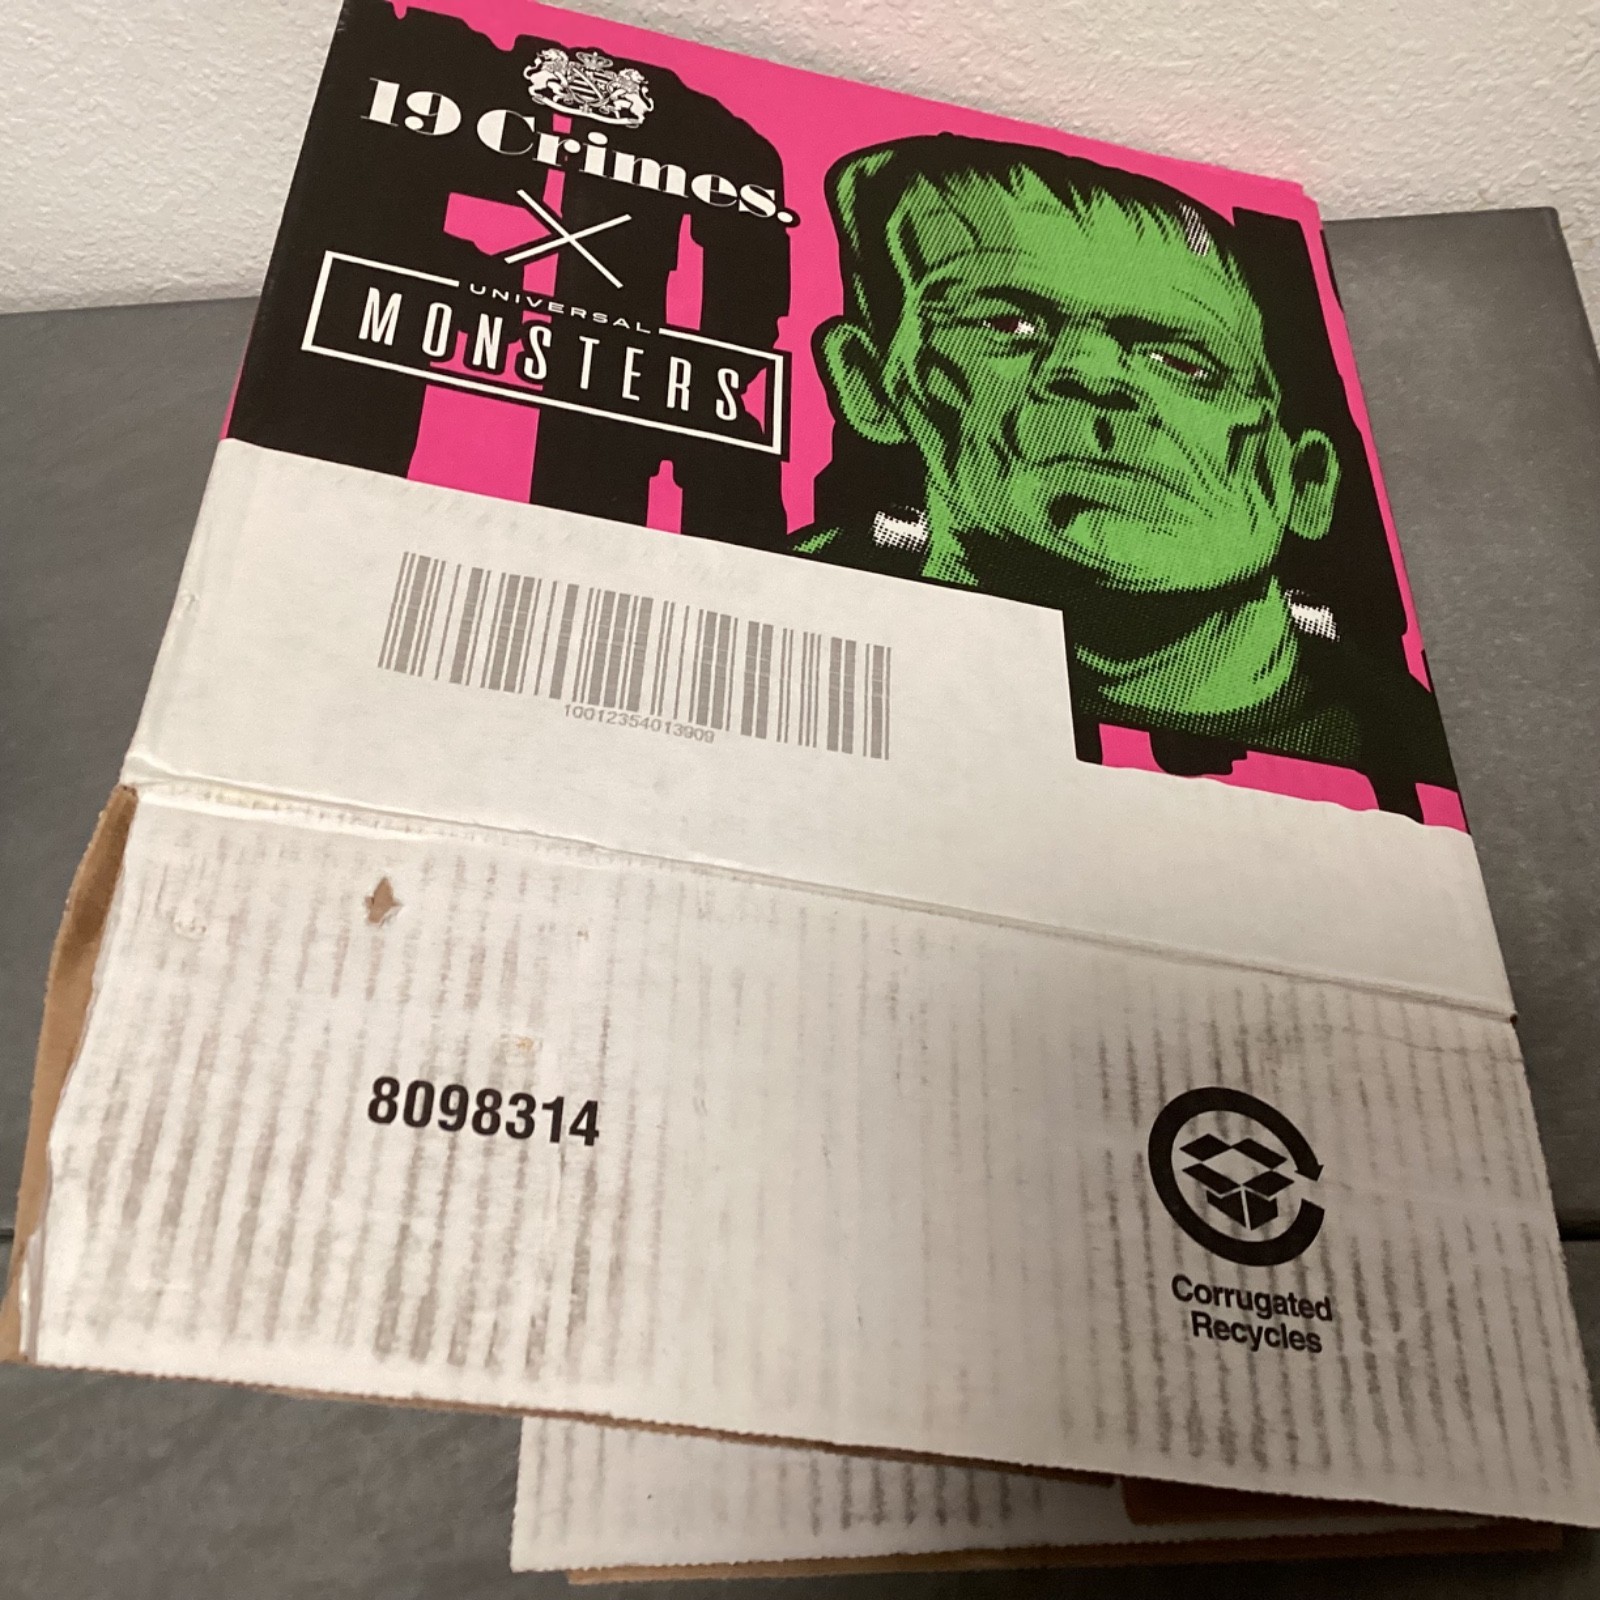 19 Crimes.
UNIVERSAL
MONSTERS
10012354013909
8098314
Corrugated
Recycles